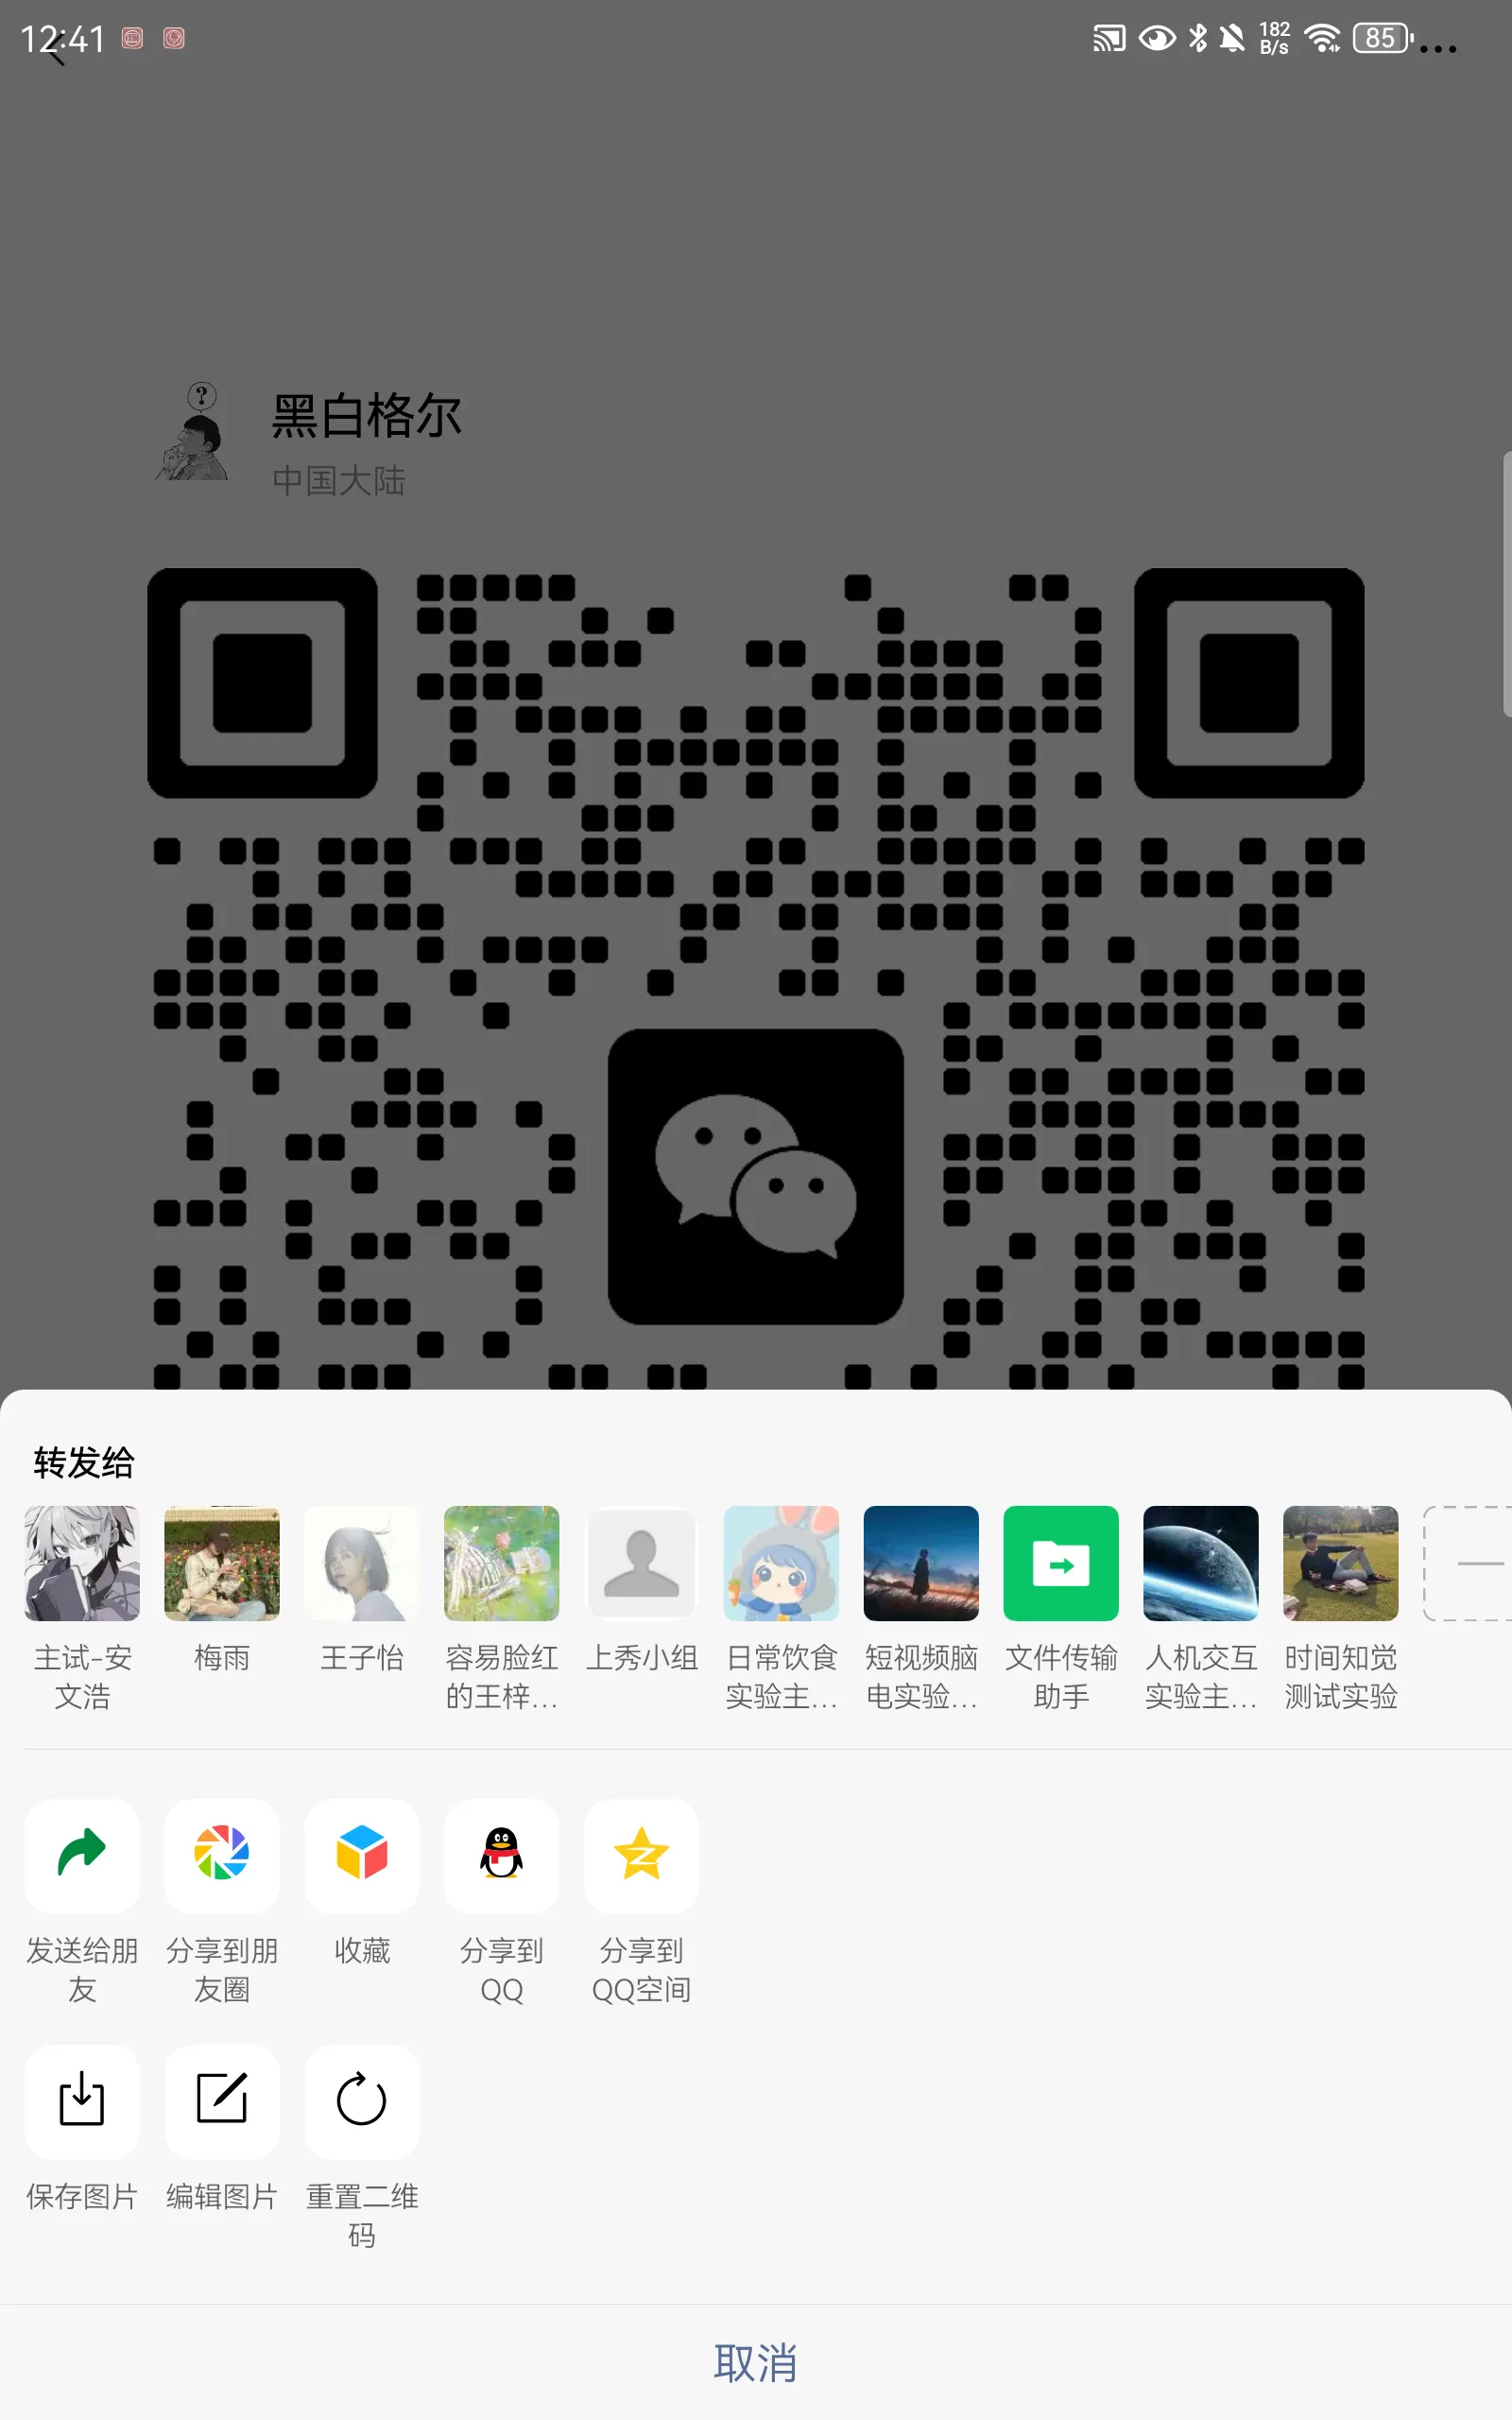 12:41
182
B/s
85
?
黑白格尔
中国大陆
转发给
主试-安
文浩
梅雨
王子怡
容易脸红
的王梓...
上秀小组
日常饮食
实验主...
短视频脑
电实验...
文件传输
助手
人机交互
实验主...
时间知觉
测试实验
发送给朋
友
分享到朋
友圈
收藏
分享到
QQ
分享到
QQ空间
保存图片
编辑图片
重置二维
码
取消